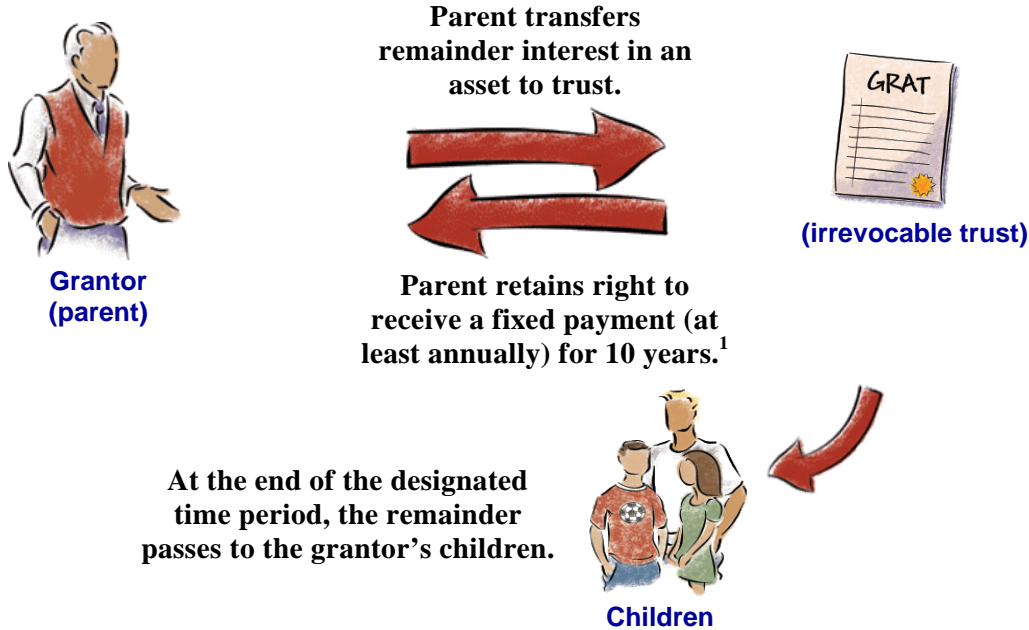 Parent transfers
remainder interest in an
asset to trust.
GRAT
(irrevocable trust)
Grantor
(parent)
Parent retains right to
receive a fixed payment (at
least annually) for 10 years.¹
At the end of the designated
time period, the remainder
passes to the grantor’s children.
Children